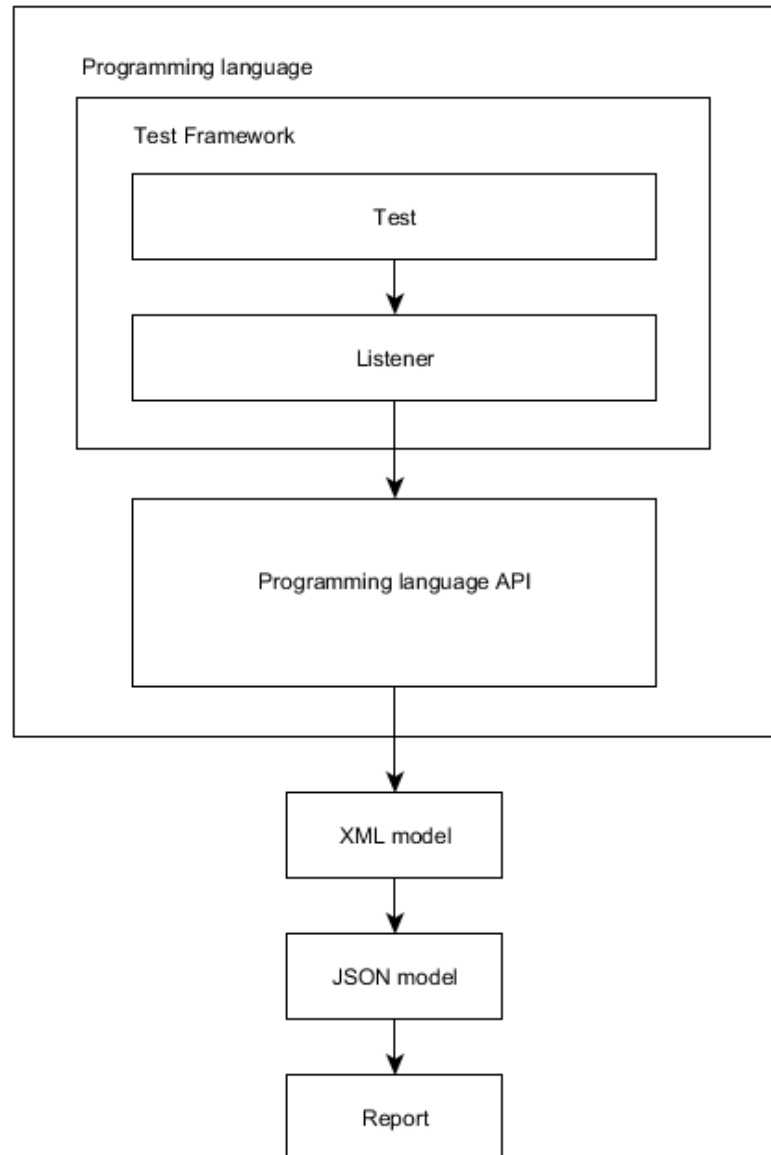 Programming language
Test Framework
Test
Listener
Programming language API
XML model
JSON model
Report